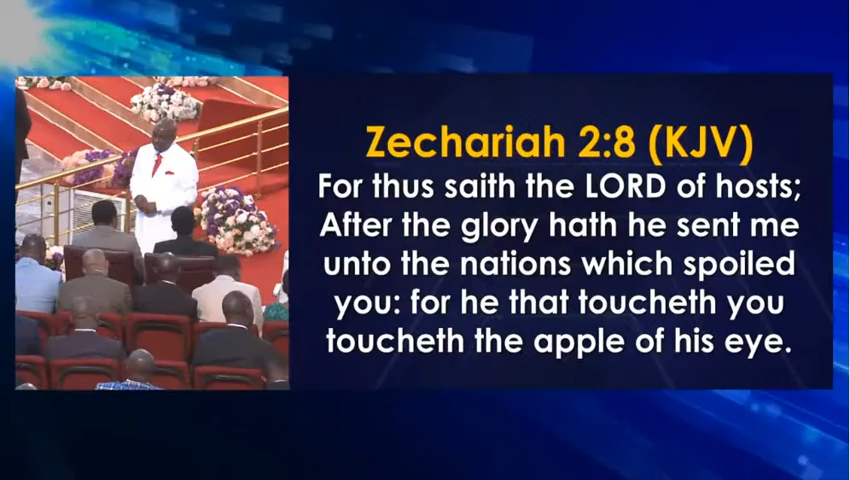 Zechariah 2:8 (KJV)
For thus saith the LORD of hosts;
After the glory hath he sent me
unto the nations which spoiled
you: for he that toucheth you
toucheth the apple of his eye.